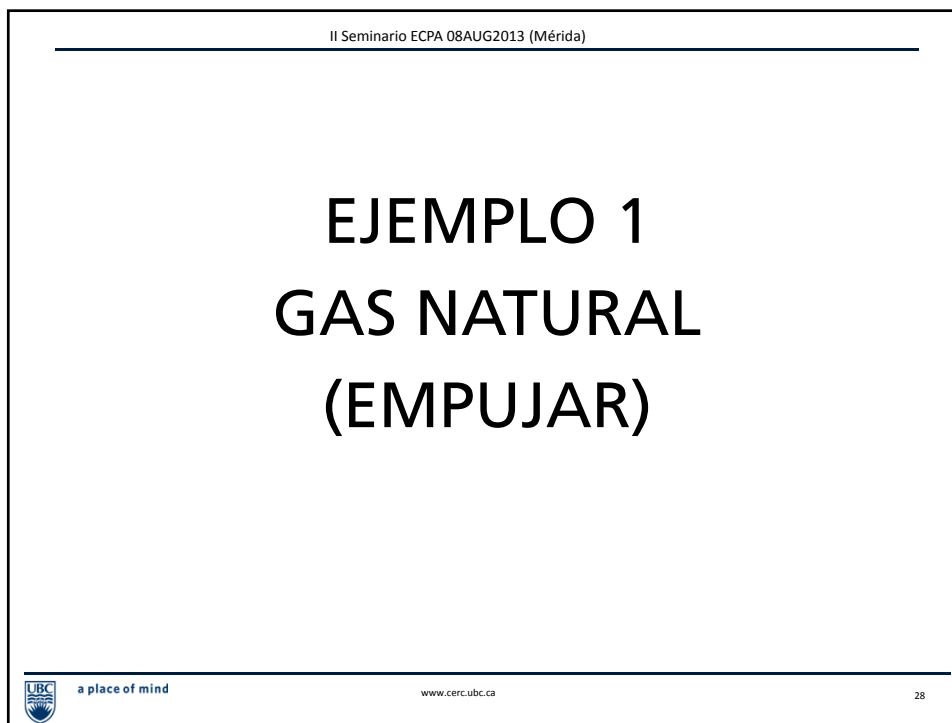 II Seminario ECPA 08AUG2013 (Mérida)
EJEMPLO 1
GAS NATURAL
(EMPUJAR)
UBC
a place of mind
www.cerc.ubc.ca
28